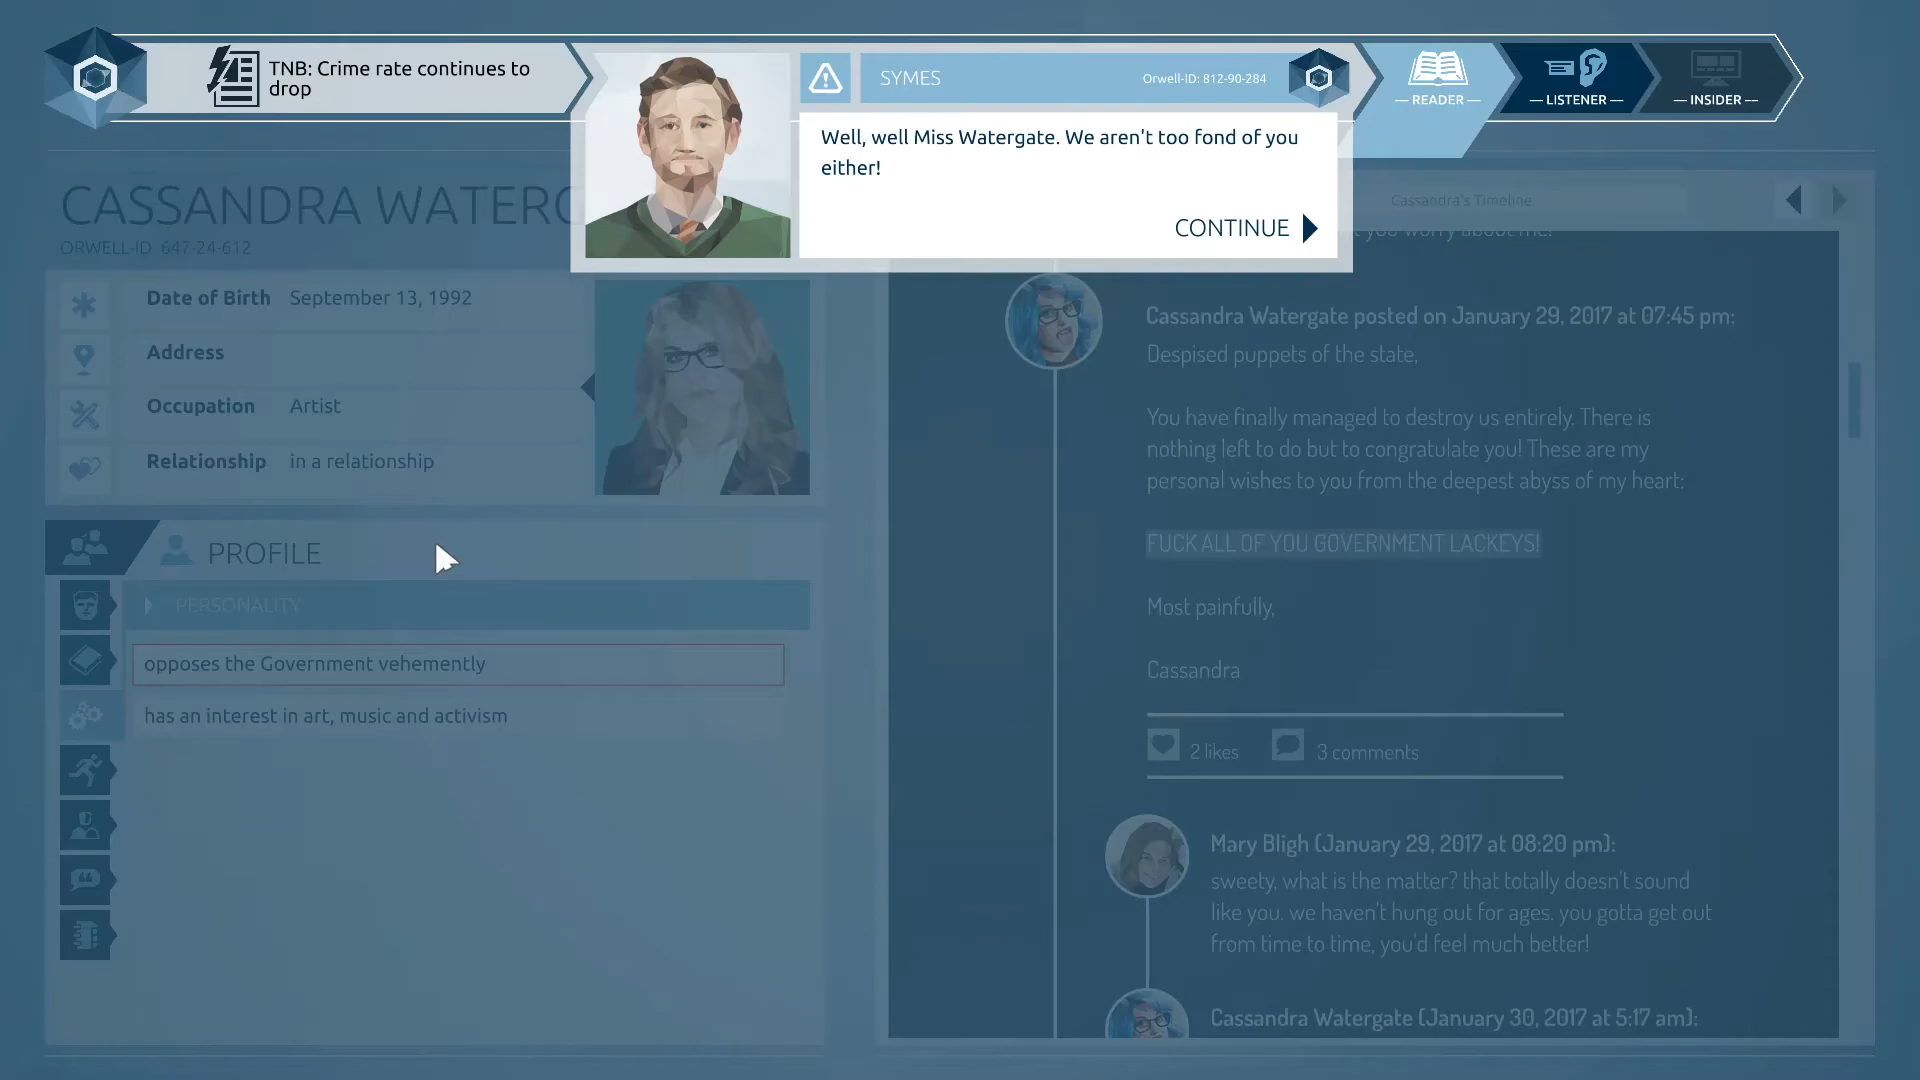 TNB: Crime rate continues to
drop
SYMES
Orwell-ID: 812-90-284
Well, well Miss Watergate. We aren't too fond of you
either!
CONTINUE
— READER —
— LISTENER —
— INSIDER —
CASSANDRA WATERG
ORWELL-ID 647-24-612
Date of Birth September 13, 1992
Address
Occupation Artist
Relationship in a relationship
PROFILE
PERSONALITY
opposes the Government vehemently
has an interest in art, music and activism
Cassandra's Timeline
you worry about me!
Cassandra Watergate posted on January 29, 2017 at 07:45 pm:
Despised puppets of the state,
You have finally managed to destroy us entirely. There is
nothing left to do but to congratulate you! These are my
personal wishes to you from the deepest abyss of my heart:
FUCK ALL OF YOU GOVERNMENT LACKEYS!
Most painfully,
Cassandra
2 likes
3 comments
Mary Bligh (January 29, 2017 at 08:20 pm):
sweety, what is the matter? that totally doesn't sound
like you. we haven't hung out for ages. you gotta get out
from time to time, you'd feel much better!
Cassandra Watergate (January 30, 2017 at 5:17 am):